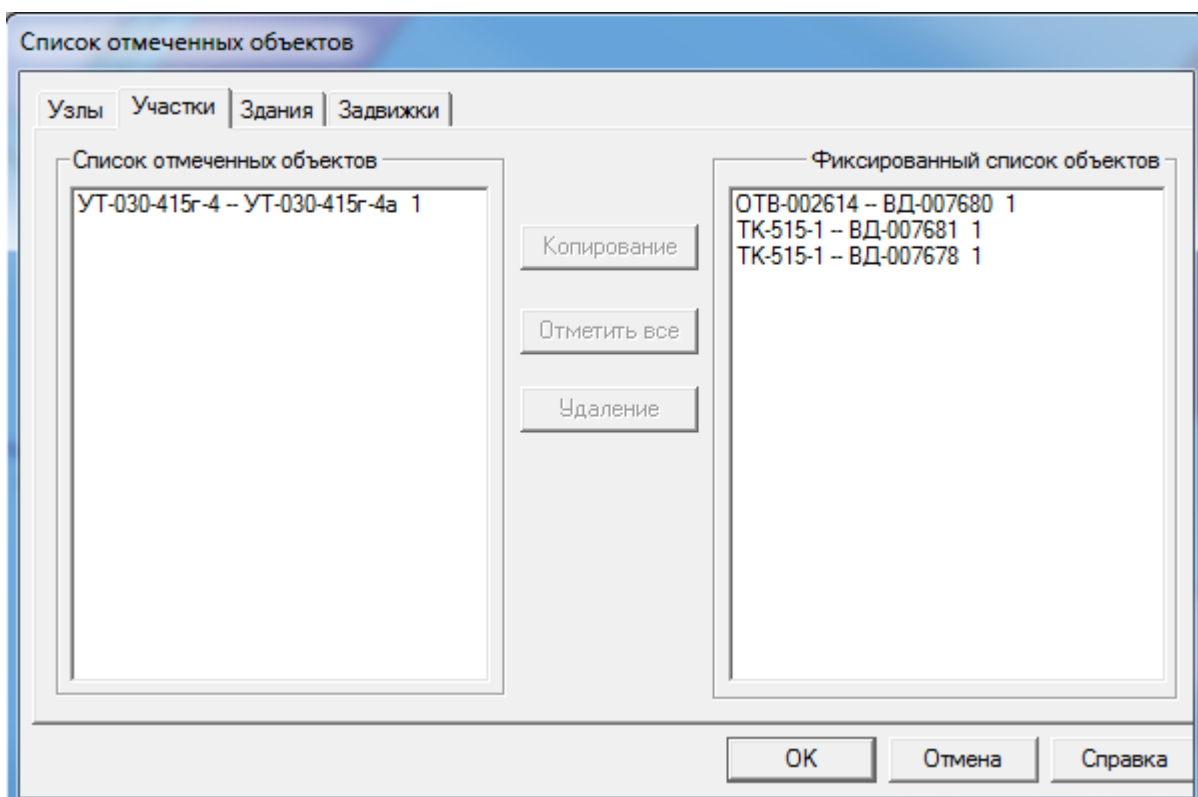 Список отмеченных объектов
Узлы Участки Здания Задвижки
Список отмеченных объектов
УТ-030-415г-4 -- УТ-030-415г-4а 1
Копирование
Отметить все
Удаление
Фиксированный список объектов
ОТВ-002614 -- ВД-007680 1
ТК-515-1 -- ВД-007681 1
ТК-515-1 -- ВД-007678 1
OK Отмена Справка